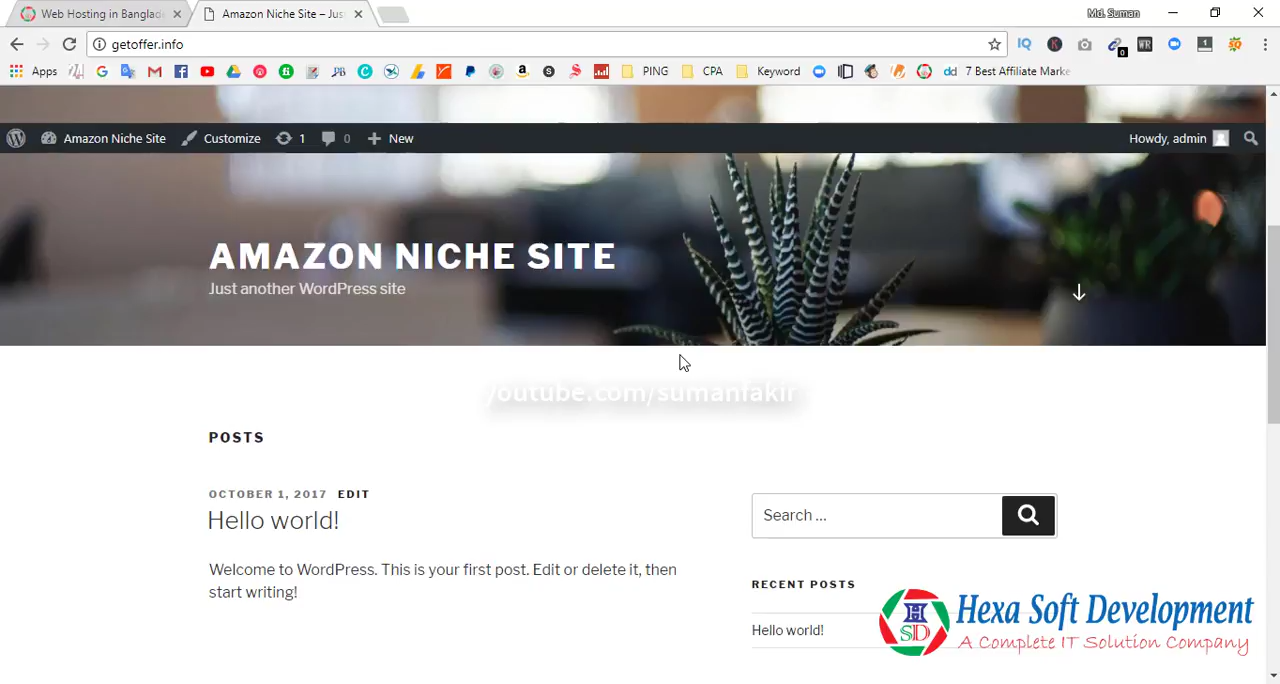 Web Hosting in Banglad
Amazon Niche Site – Jus
Md. Suman
getoffer.info
Apps
PING
CPA
Keyword
7 Best Affiliate Marke
Amazon Niche Site
Customize
1
0
New
Howdy, admin
AMAZON NICHE SITE
Just another WordPress site
youtube.com/sumanfakir
POSTS
OCTOBER 1, 2017 EDIT
Hello world!
Welcome to WordPress. This is your first post. Edit or delete it, then
start writing!
Search ...
RECENT POSTS
Hello world!
HSD
Hexa Soft Development
A Complete IT Solution Company